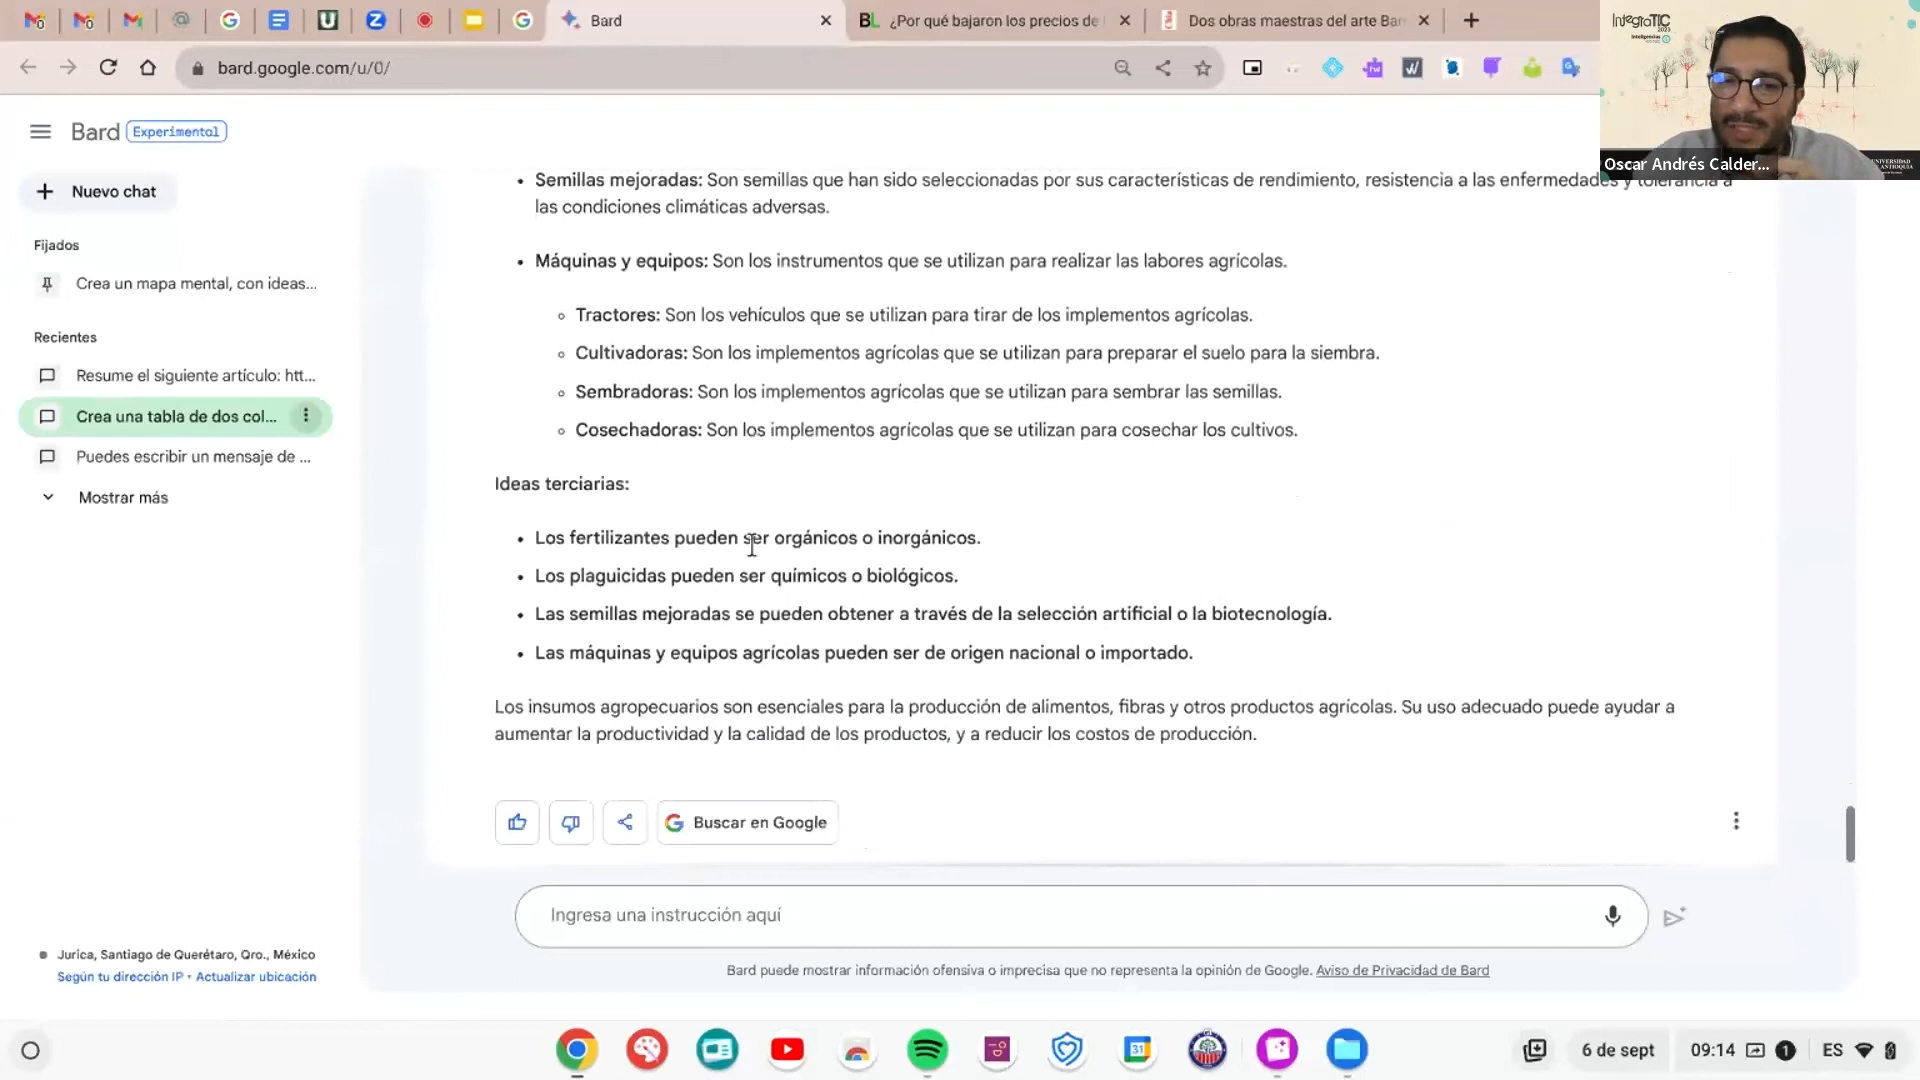 Bard
¿Por qué bajaron los precios de
Dos obras maestras del arte Bar
bard.google.com/u/0/
IntegraTIC
2023
Inteligencias
Oscar Andrés Calder...
UNIVERSIDAD
Bard Experimental
Nuevo chat
Fijados
Crea un mapa mental, con ideas...
Recientes
Resume el siguiente artículo: htt...
Crea una tabla de dos col...
Puedes escribir un mensaje de ...
Mostrar más
Semillas mejoradas: Son semillas que han sido seleccionadas por sus características de rendimiento, resistencia a las enfermedades y tolerancia a
las condiciones climáticas adversas.
Máquinas y equipos: Son los instrumentos que se utilizan para realizar las labores agrícolas.
Tractores: Son los vehículos que se utilizan para tirar de los implementos agrícolas.
Cultivadoras: Son los implementos agrícolas que se utilizan para preparar el suelo para la siembra.
Sembradoras: Son los implementos agrícolas que se utilizan para sembrar las semillas.
Cosechadoras: Son los implementos agrícolas que se utilizan para cosechar los cultivos.
Ideas terciarias:
Los fertilizantes pueden ser orgánicos o inorgánicos.
Los plaguicidas pueden ser químicos o biológicos.
Las semillas mejoradas se pueden obtener a través de la selección artificial o la biotecnología.
Las máquinas y equipos agrícolas pueden ser de origen nacional o importado.
Los insumos agropecuarios son esenciales para la producción de alimentos, fibras y otros productos agrícolas. Su uso adecuado puede ayudar a
aumentar la productividad y la calidad de los productos, y a reducir los costos de producción.
Buscar en Google
Ingresa una instrucción aquí
Bard puede mostrar información ofensiva o imprecisa que no representa la opinión de Google. Aviso de Privacidad de Bard
Jurica, Santiago de Querétaro, Qro., México
Según tu dirección IP • Actualizar ubicación
31
6 de sept
09:14
1
ES